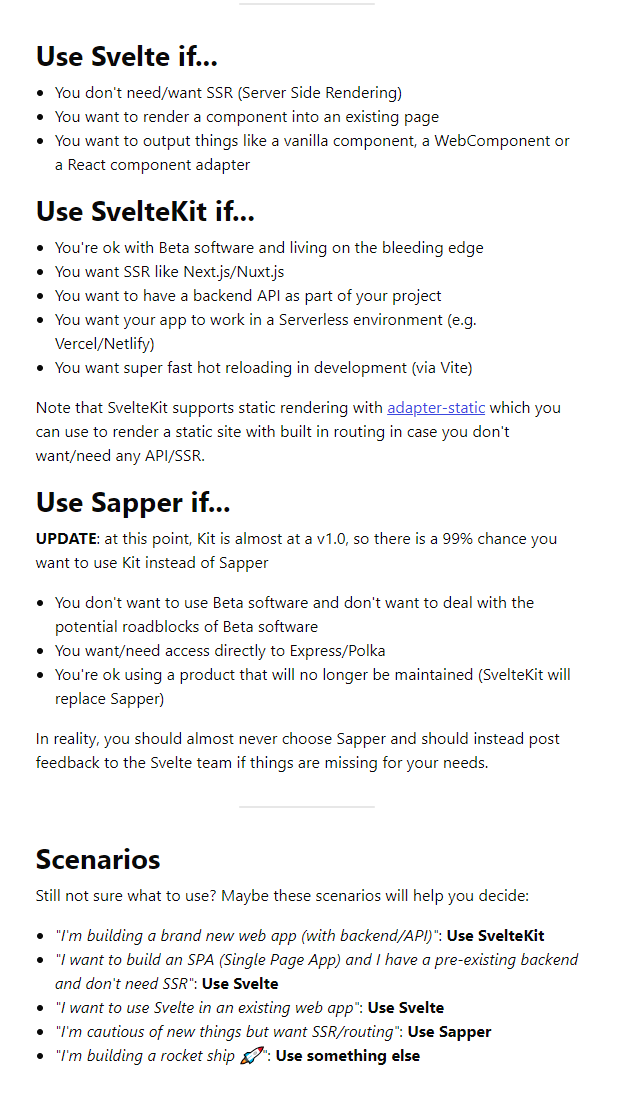 Use Svelte if...
• You don't need/want SSR (Server Side Rendering)
• You want to render a component into an existing page
• You want to output things like a vanilla component, a WebComponent or
a React component adapter
Use SvelteKit if...
• You're ok with Beta software and living on the bleeding edge
• You want SSR like Next.js/Nuxt.js
• You want to have a backend API as part of your project
• You want your app to work in a Serverless environment (e.g.
Vercel/Netlify)
• You want super fast hot reloading in development (via Vite)
Note that SvelteKit supports static rendering with adapter-static which you
can use to render a static site with built in routing in case you don't
want/need any API/SSR.
Use Sapper if...
UPDATE: at this point, Kit is almost at a v1.0, so there is a 99% chance you
want to use Kit instead of Sapper
• You don't want to use Beta software and don't want to deal with the
potential roadblocks of Beta software
• You want/need access directly to Express/Polka
• You're ok using a product that will no longer be maintained (SvelteKit will
replace Sapper)
In reality, you should almost never choose Sapper and should instead post
feedback to the Svelte team if things are missing for your needs.
Scenarios
Still not sure what to use? Maybe these scenarios will help you decide:
• "I'm building a brand new web app (with backend/API)": Use SvelteKit
• "I want to build an SPA (Single Page App) and I have a pre-existing backend
and don't need SSR": Use Svelte
• "I want to use Svelte in an existing web app": Use Svelte
• "I'm cautious of new things but want SSR/routing": Use Sapper
• "I'm building a rocket ship 🚀": Use something else